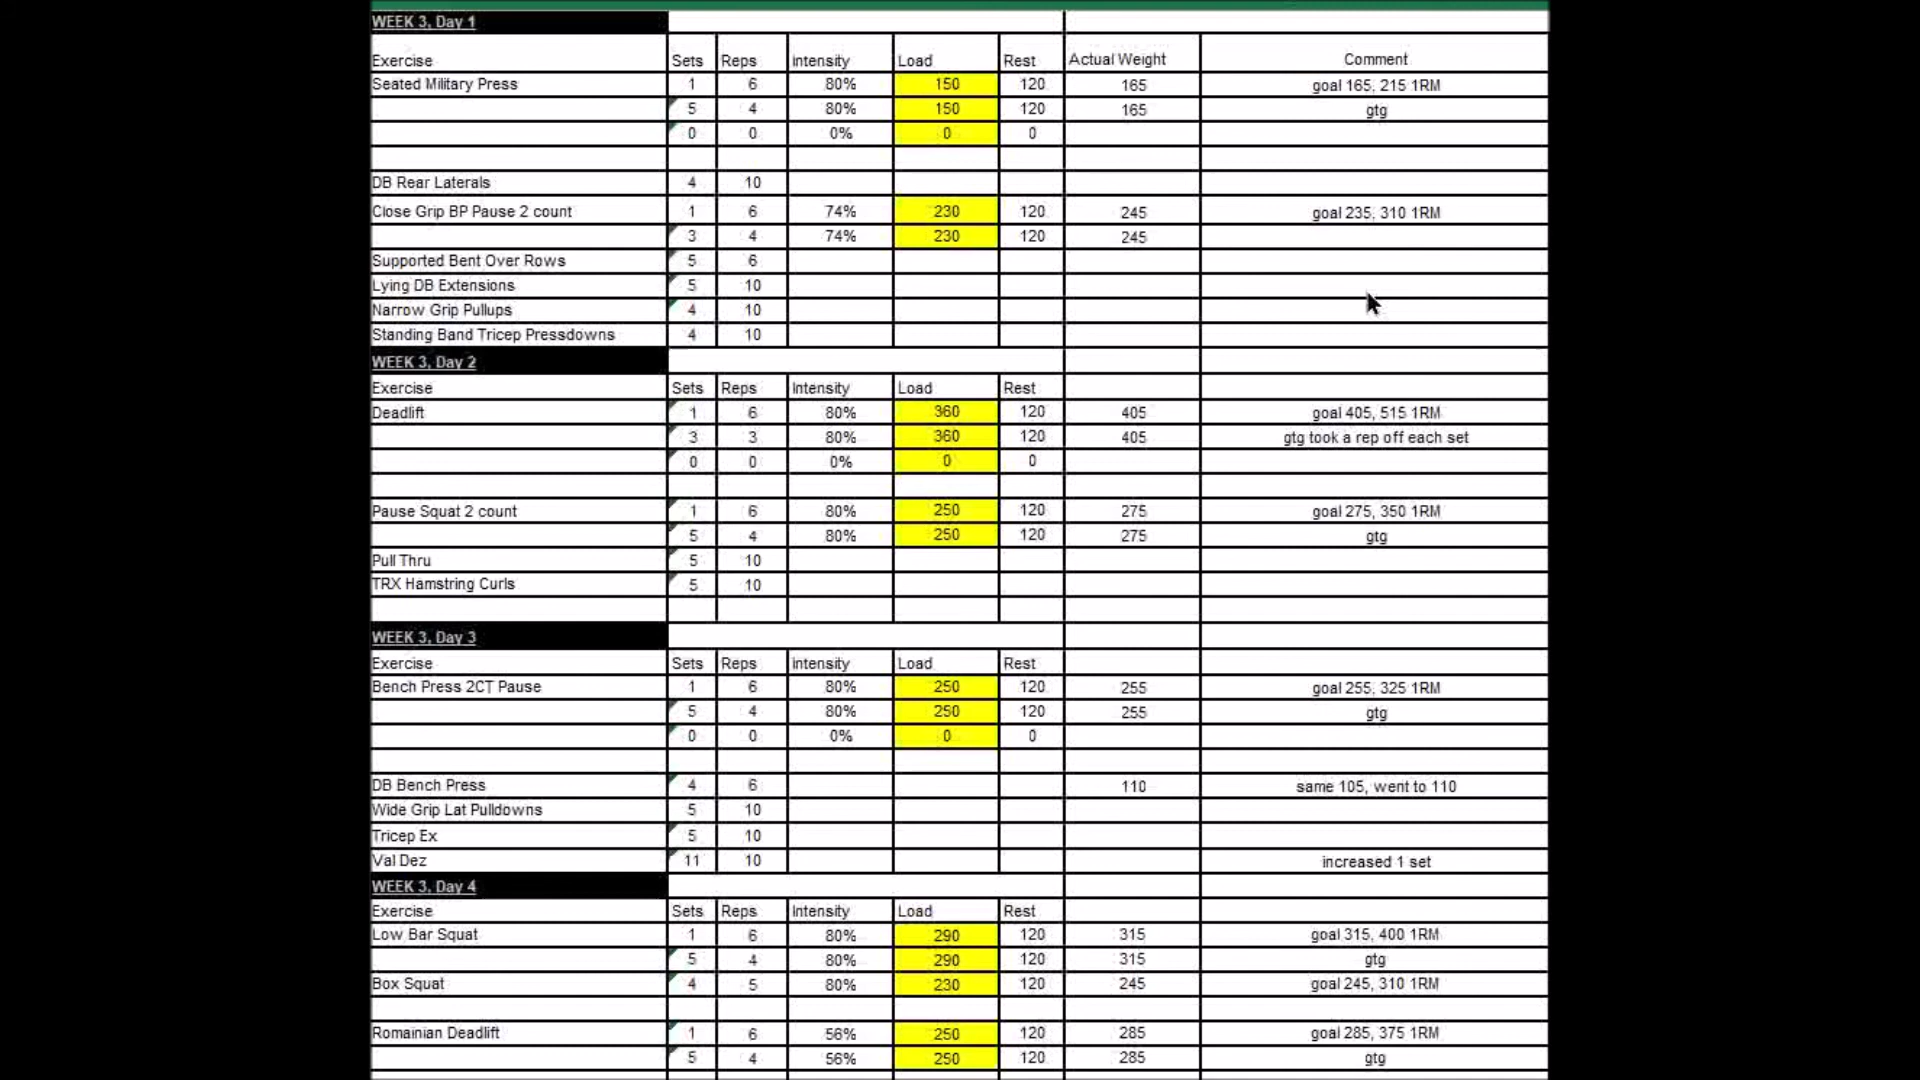 WEEK 3, Day 1
Exercise Sets Reps Intensity Load Rest Actual Weight Comment
Seated Military Press 1 6 80% 150 120 165 goal 165, 215 1RM
5 4 80% 150 120 165 gtg
0 0 0% 0 0
DB Rear Laterals 4 10
Close Grip BP Pause 2 count 1 6 74% 230 120 245 goal 235, 310 1RM
3 4 74% 230 120 245
Supported Bent Over Rows 5 6
Lying DB Extensions 5 10
Narrow Grip Pullups 4 10
Standing Band Tricep Pressdowns 4 10
WEEK 3, Day 2
Exercise Sets Reps Intensity Load Rest
Deadlift 1 6 80% 360 120 405 goal 405, 515 1RM
3 3 80% 360 120 405 gtg took a rep off each set
0 0 0% 0 0
Pause Squat 2 count 1 6 80% 250 120 275 goal 275, 350 1RM
5 4 80% 250 120 275 gtg
Pull Thru 5 10
TRX Hamstring Curls 5 10
WEEK 3, Day 3
Exercise Sets Reps Intensity Load Rest
Bench Press 2CT Pause 1 6 80% 250 120 255 goal 255, 325 1RM
5 4 80% 250 120 255 gtg
0 0 0% 0 0
DB Bench Press 4 6 110 same 105, went to 110
Wide Grip Lat Pulldowns 5 10
Tricep Ex 5 10
Val Dez 11 10 increased 1 set
WEEK 3, Day 4
Exercise Sets Reps Intensity Load Rest
Low Bar Squat 1 6 80% 290 120 315 goal 315, 400 1RM
5 4 80% 290 120 315 gtg
Box Squat 4 5 80% 230 120 245 goal 245, 310 1RM
Romainian Deadlift 1 6 56% 250 120 285 goal 285, 375 1RM
5 4 56% 250 120 285 gtg